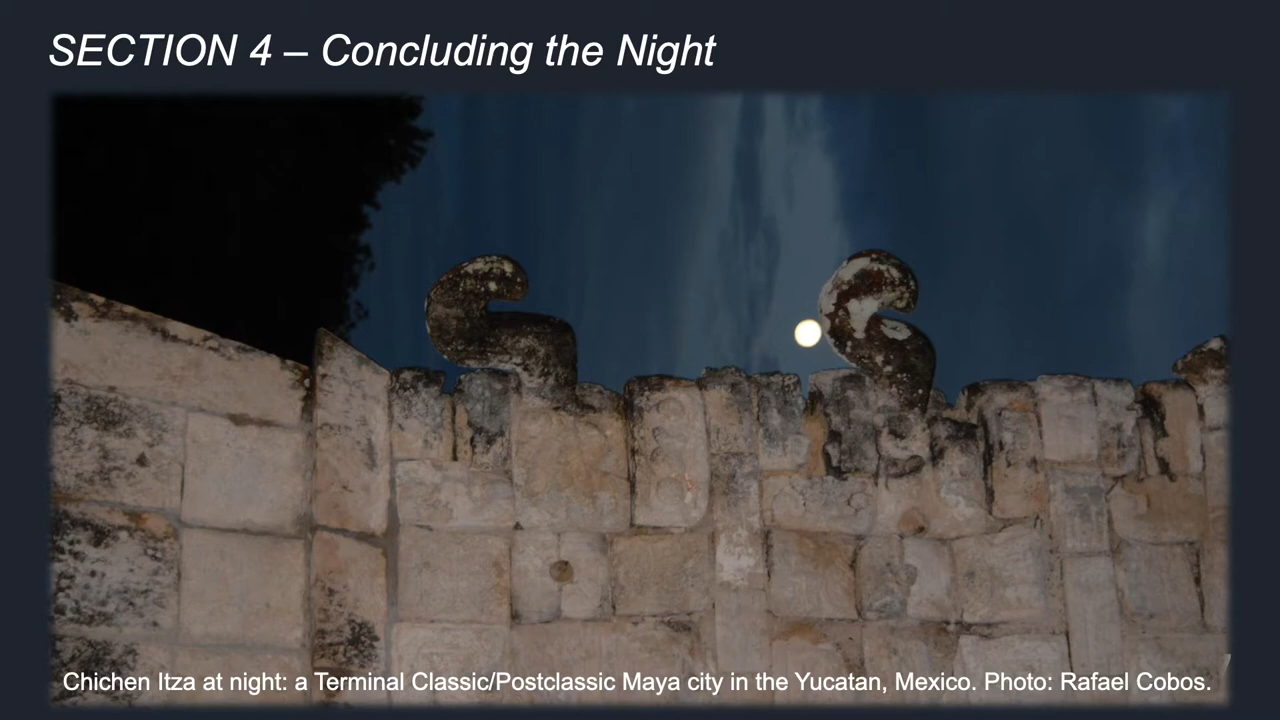 SECTION 4 – Concluding the Night
Chichen Itza at night: a Terminal Classic/Postclassic Maya city in the Yucatan, Mexico. Photo: Rafael Cobos.